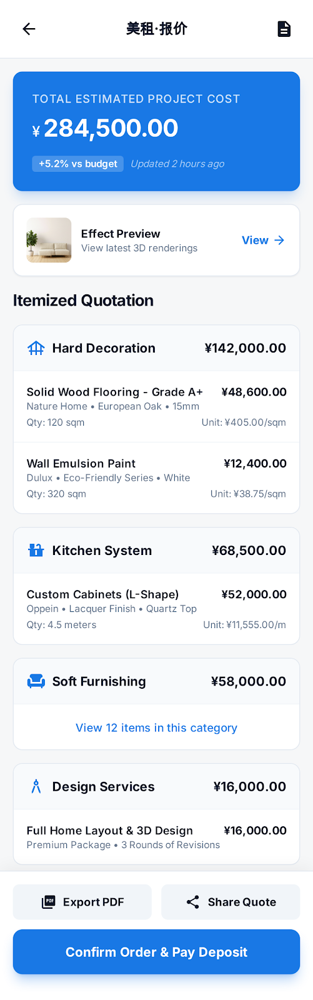 美租·报价
TOTAL ESTIMATED PROJECT COST
¥ 284,500.00
+5.2% vs budget Updated 2 hours ago
Effect Preview
View latest 3D renderings
View →
Itemized Quotation
Hard Decoration ¥142,000.00
Solid Wood Flooring - Grade A+ ¥48,600.00
Nature Home • European Oak • 15mm
Qty: 120 sqm Unit: ¥405.00/sqm
Wall Emulsion Paint ¥12,400.00
Dulux • Eco-Friendly Series • White
Qty: 320 sqm Unit: ¥38.75/sqm
Kitchen System ¥68,500.00
Custom Cabinets (L-Shape) ¥52,000.00
Oppein • Lacquer Finish • Quartz Top
Qty: 4.5 meters Unit: ¥11,555.00/m
Soft Furnishing ¥58,000.00
View 12 items in this category
Design Services ¥16,000.00
Full Home Layout & 3D Design ¥16,000.00
Premium Package • 3 Rounds of Revisions
PDF Export PDF
Share Quote
Confirm Order & Pay Deposit